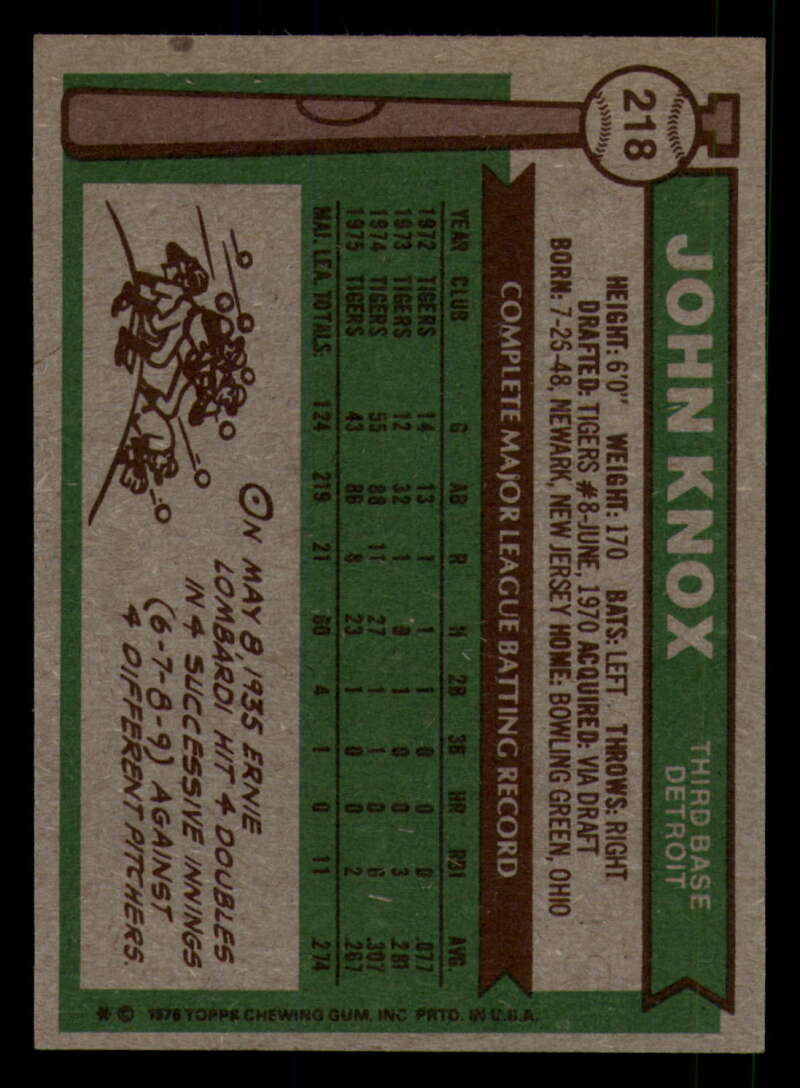 218
JOHN KNOX
THIRD BASE
DETROIT
HEIGHT: 6'0" WEIGHT: 170 BATS: LEFT THROWS: RIGHT
DRAFTED: TIGERS #8-JUNE, 1970 ACQUIRED: VIA DRAFT
BORN: 7-26-48, NEWARK, NEW JERSEY HOME: BOWLING GREEN, OHIO
COMPLETE MAJOR LEAGUE BATTING RECORD
YEAR CLUB G AB R H 2B 3B HR RBI AVG.
1972 TIGERS 14 13 1 1 1 0 0 0 .077
1973 TIGERS 12 32 1 9 1 0 0 3 .281
1974 TIGERS 55 88 11 27 1 1 0 6 .307
1975 TIGERS 43 86 8 23 1 0 0 2 .267
MAJ. LEA. TOTALS: 124 219 21 60 4 1 0 11 .274
ON MAY 8, 1935 ERNIE
LOMBARDI HIT 4 DOUBLES
IN 4 SUCCESSIVE INNINGS
(6-7-8-9) AGAINST
4 DIFFERENT PITCHERS.
* © 1976 TOPPS CHEWING GUM, INC PRTD. IN U.S.A.